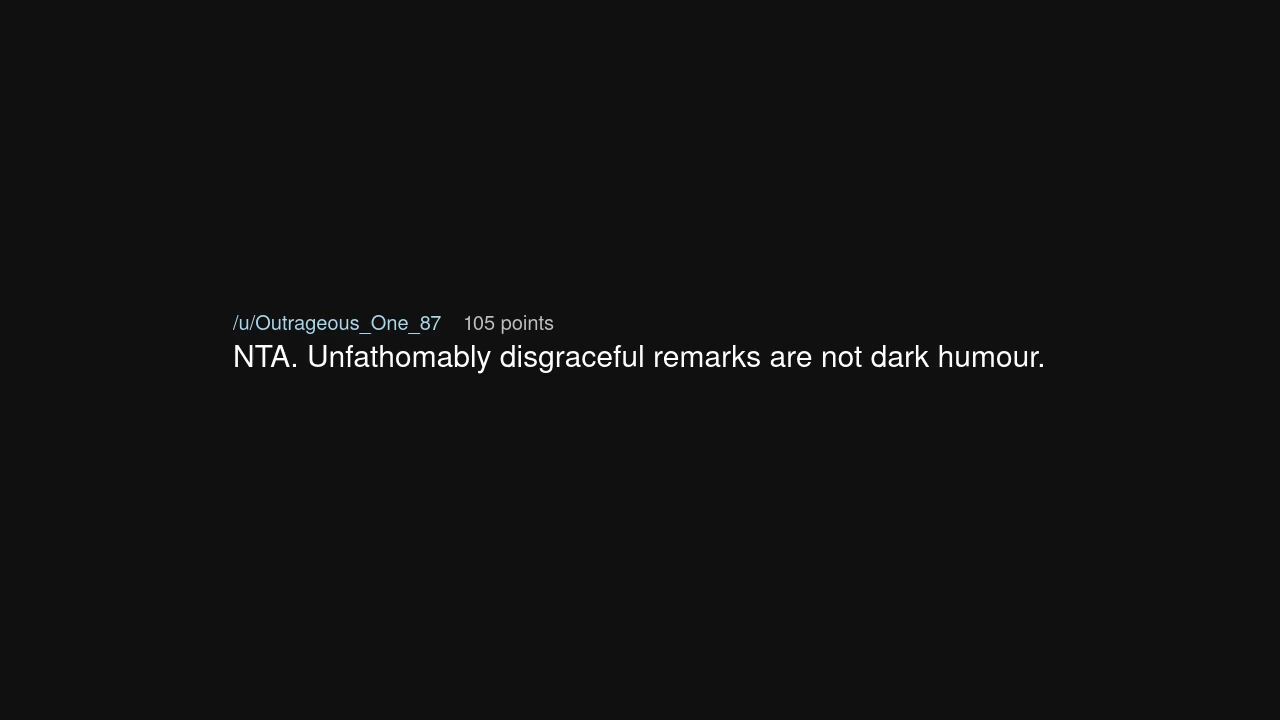 /u/Outrageous_One_87 105 points
NTA. Unfathomably disgraceful remarks are not dark humour.